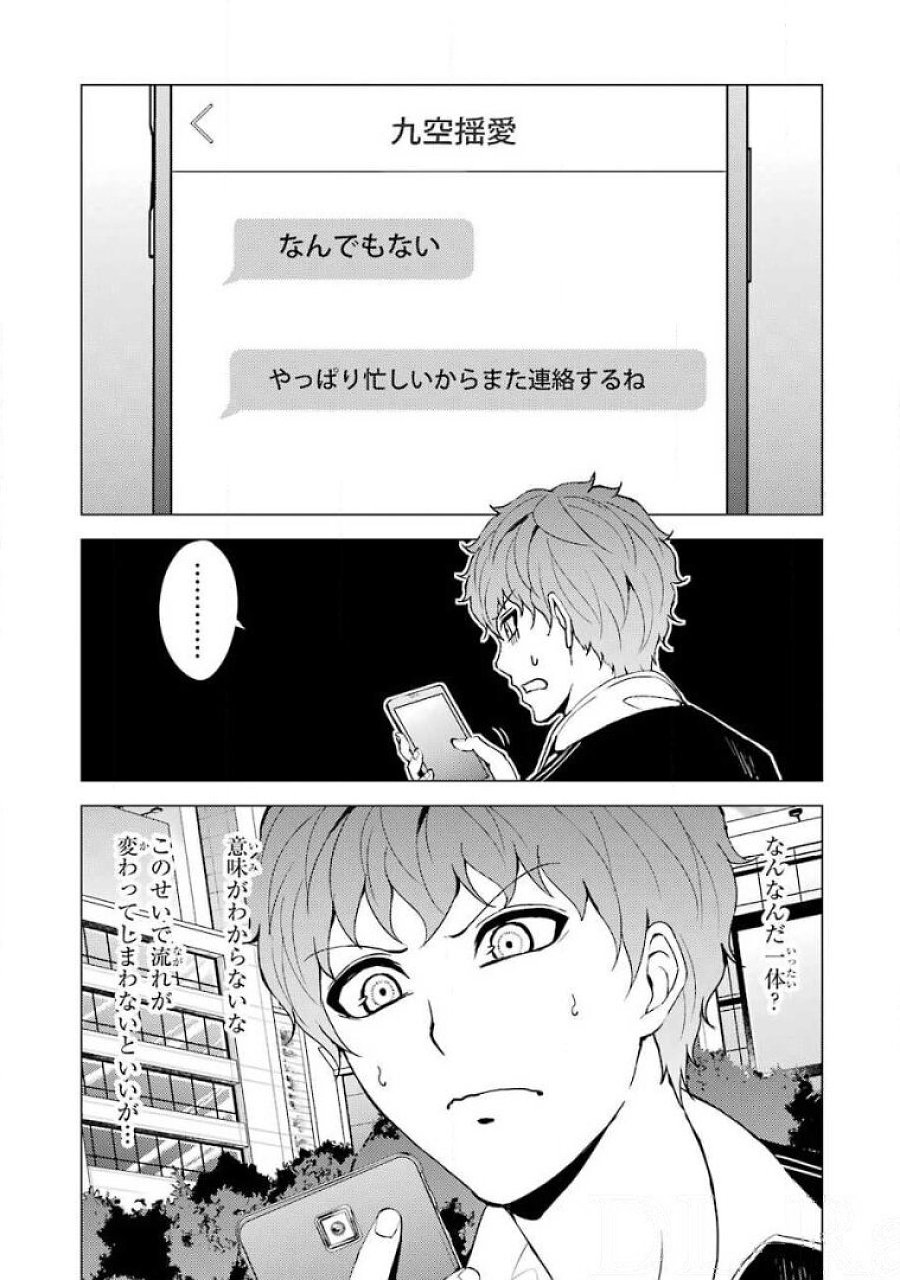 九空揺愛
なんでもない
やっぱり忙しいからまた連絡するね
………
なんなんだ一体?
意味がわからないな
このせいで流れが
変わってしまわないといいが…